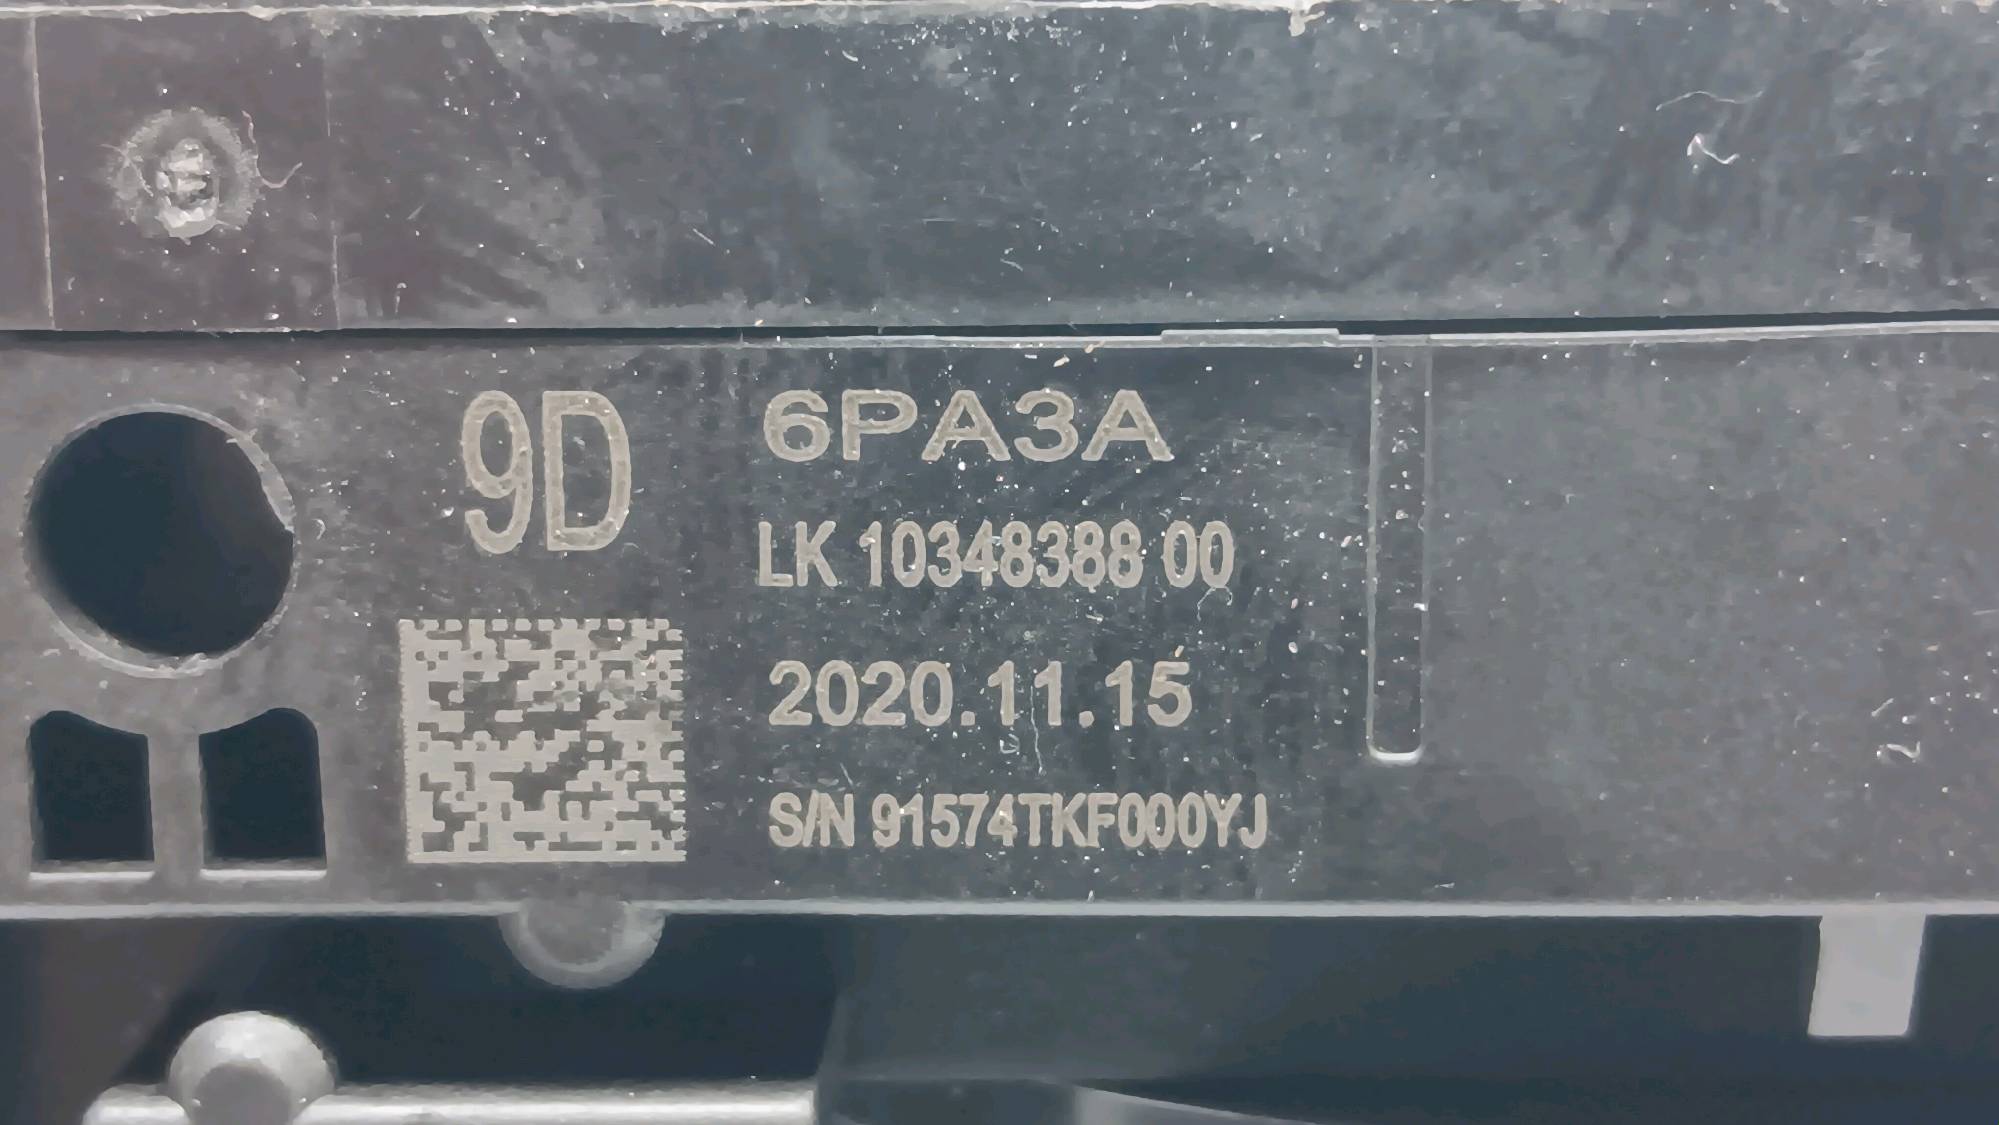 9D
6PA3A
LK 10348388 00
2020.11.15
S/N 91574TKF000YJ